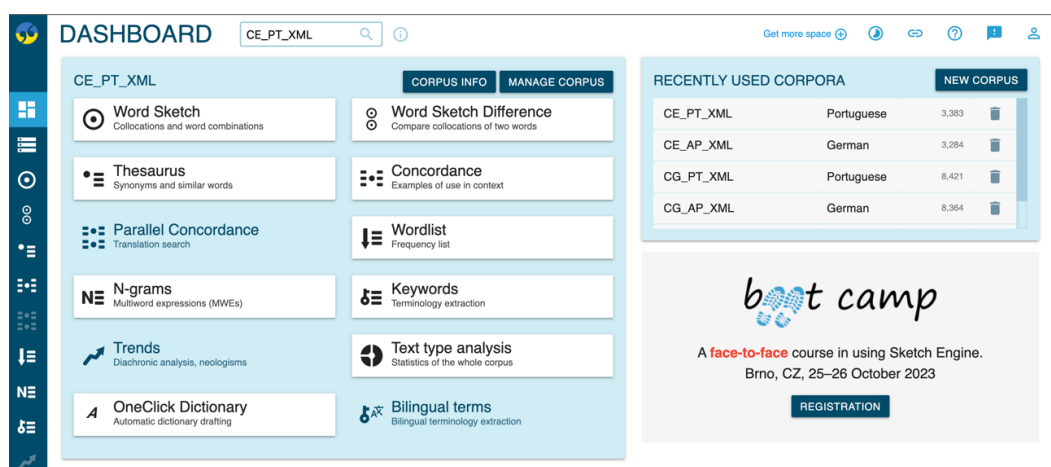 DASHBOARD
CE_PT_XML
Get more space
CE_PT_XML
CORPUS INFO
MANAGE CORPUS
Word Sketch
Collocations and word combinations
Word Sketch Difference
Compare collocations of two words
Thesaurus
Synonyms and similar words
Concordance
Examples of use in context
Parallel Concordance
Translation search
Wordlist
Frequency list
N-grams
Multiword expressions (MWEs)
Keywords
Terminology extraction
Trends
Diachronic analysis, neologisms
Text type analysis
Statistics of the whole corpus
OneClick Dictionary
Automatic dictionary drafting
Bilingual terms
Bilingual terminology extraction
RECENTLY USED CORPORA
NEW CORPUS
CE_PT_XML Portuguese 3,383
CE_AP_XML German 3,284
CG_PT_XML Portuguese 8,421
CG_AP_XML German 8,364
boot camp
A face-to-face course in using Sketch Engine.
Brno, CZ, 25–26 October 2023
REGISTRATION